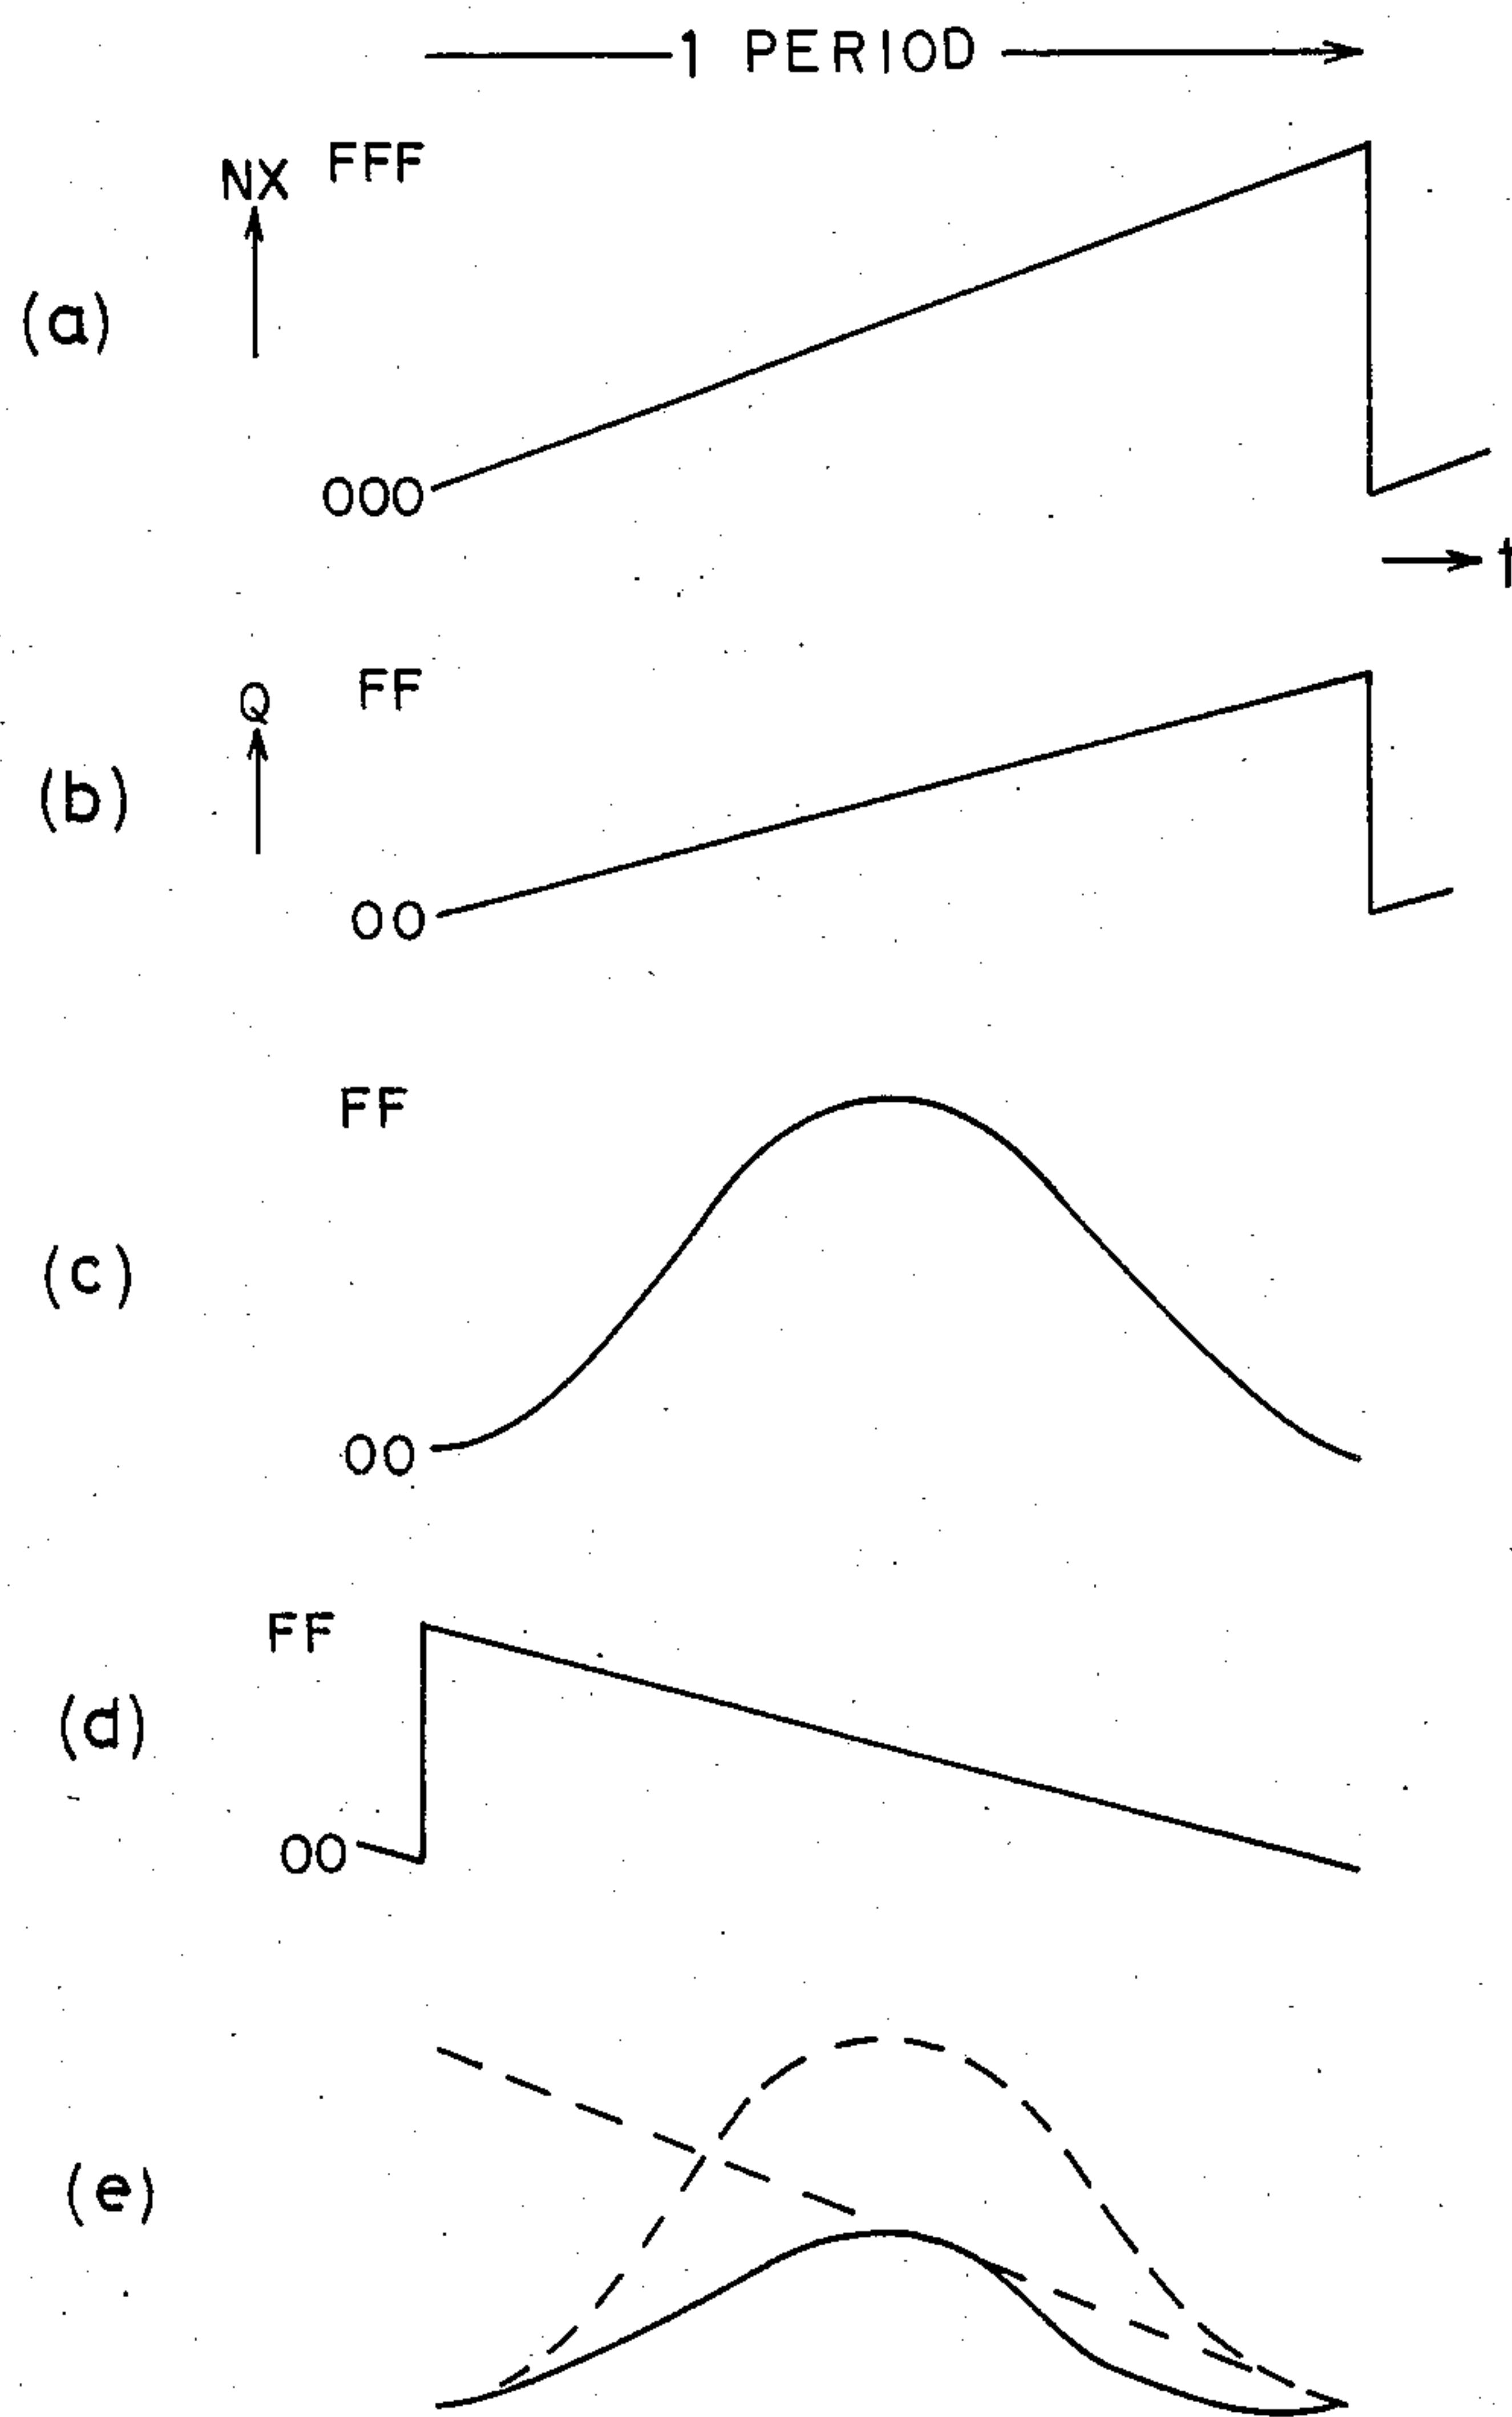 1 PERIOD
NX FFF
(a)
000
t
Q FF
(b)
00
FF
(c)
00
FF
(d)
00
(e)